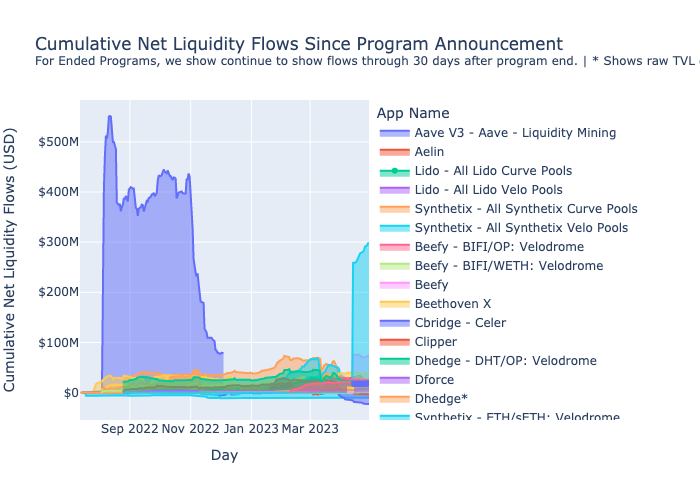 Cumulative Net Liquidity Flows Since Program Announcement
For Ended Programs, we show continue to show flows through 30 days after program end. | * Shows raw TVL
Cumulative Net Liquidity Flows (USD)
$500M
$400M
$300M
$200M
$100M
$0
Sep 2022 Nov 2022 Jan 2023 Mar 2023
Day
App Name
Aave V3 - Aave - Liquidity Mining
Aelin
Lido - All Lido Curve Pools
Lido - All Lido Velo Pools
Synthetix - All Synthetix Curve Pools
Synthetix - All Synthetix Velo Pools
Beefy - BIFI/OP: Velodrome
Beefy - BIFI/WETH: Velodrome
Beefy
Beethoven X
Cbridge - Celer
Clipper
Dhedge - DHT/OP: Velodrome
Dforce
Dhedge*
Synthetix - ETH/sETH: Velodrome